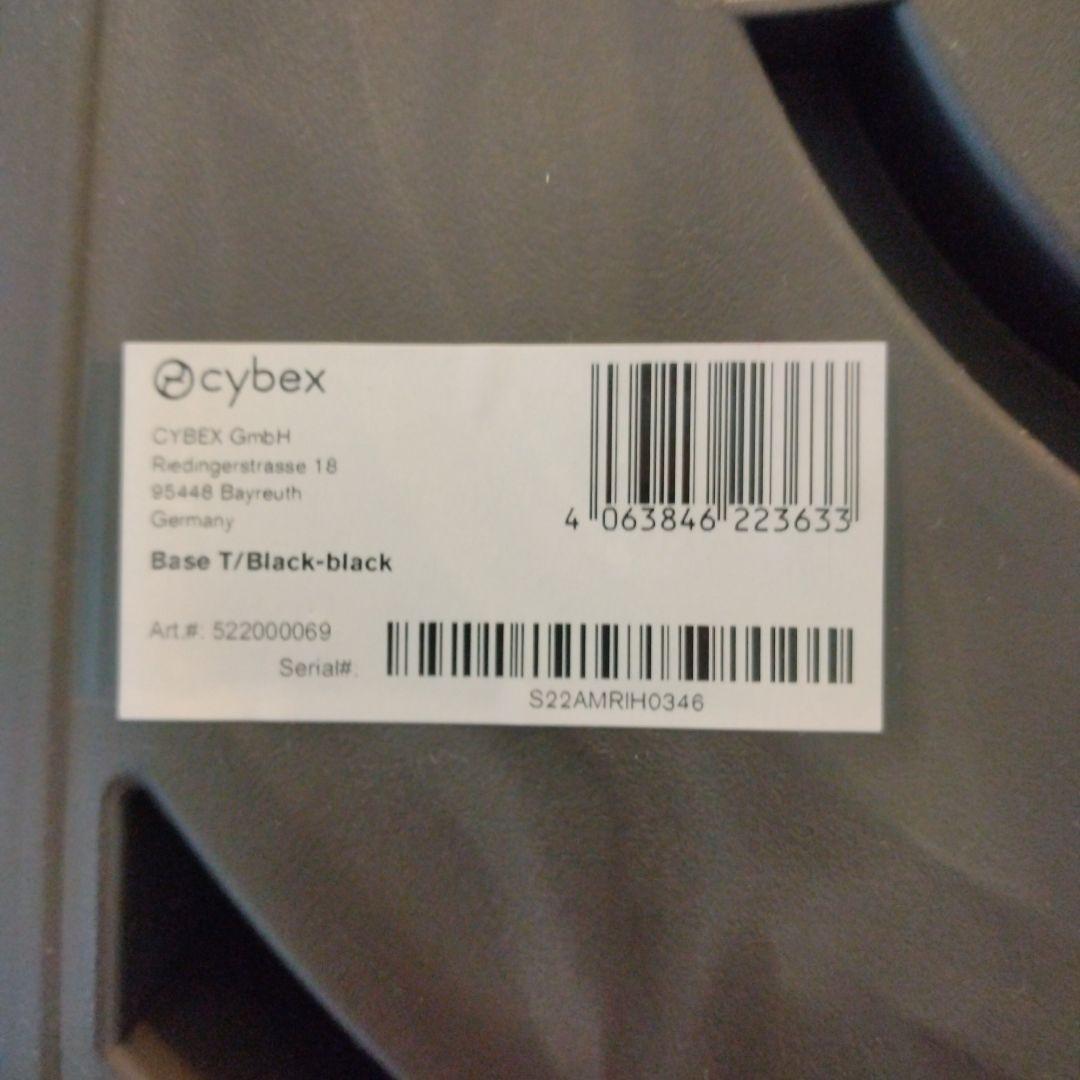 cybex
CYBEX GmbH
Riedingerstrasse 18
95448 Bayreuth
Germany
4 063846 223633
Base T/Black-black
Art.#: 522000069
Serial#:
S22AMRIH0346